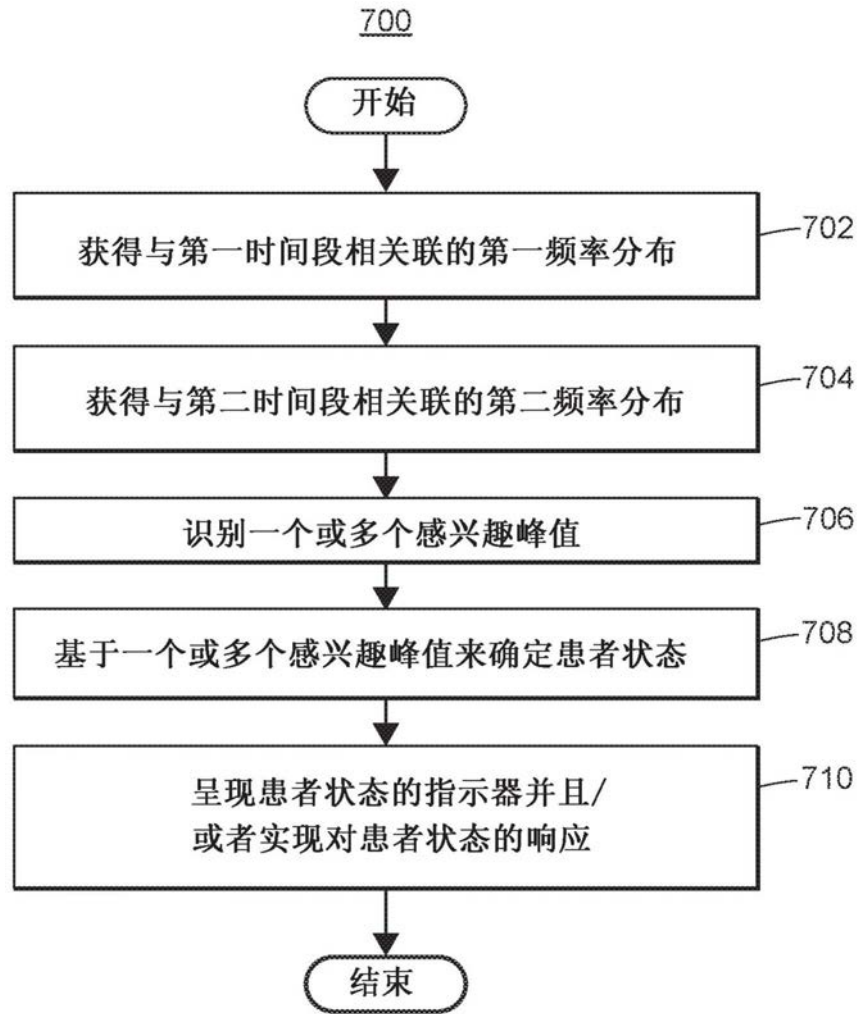 700
开始
获得与第一时间段相关联的第一频率分布
702
获得与第二时间段相关联的第二频率分布
704
识别一个或多个感兴趣峰值
706
基于一个或多个感兴趣峰值来确定患者状态
708
呈现患者状态的指示器并且/
或者实现对患者状态的响应
710
结束